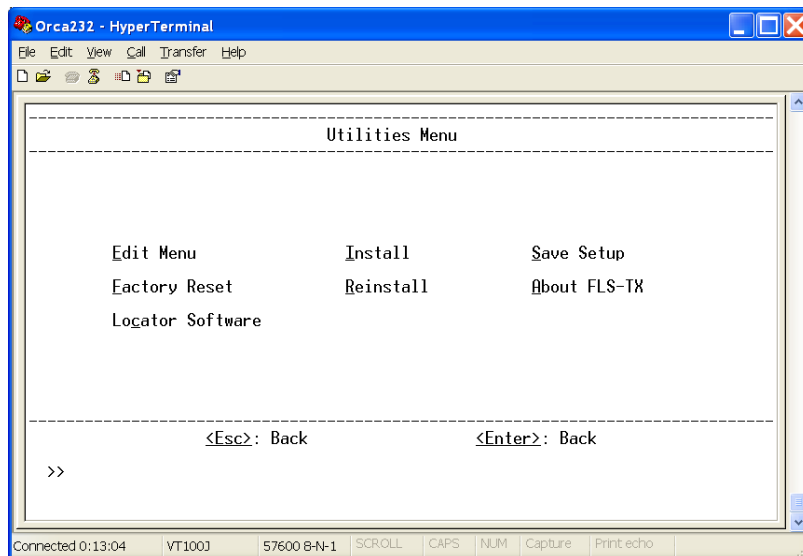 Orca232 - HyperTerminal
File Edit View Call Transfer Help
Utilities Menu
Edit Menu Install Save Setup
Factory Reset Reinstall About FLS-TX
Locator Software
<Esc>: Back <Enter>: Back
>>
Connected 0:13:04 VT100J 57600 8-N-1 SCROLL CAPS NUM Capture Print echo